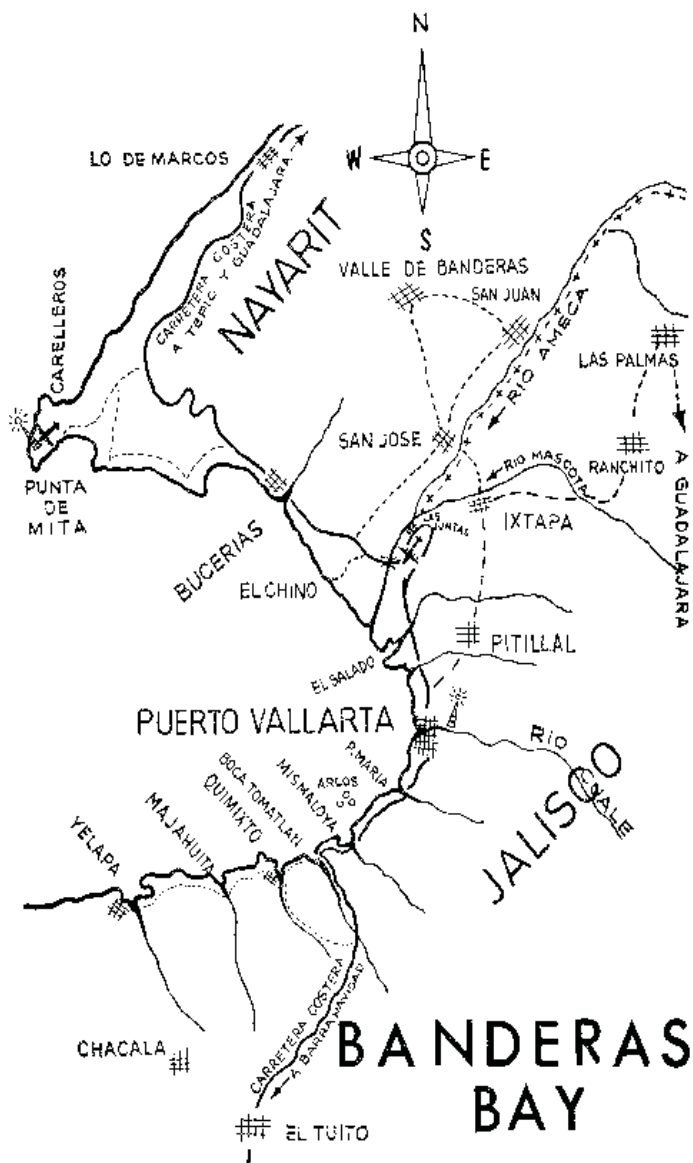 N
W
E
S
LO DE MARCOS
CARRETERA COSTERA
A TEPIC Y GUADALAJARA
NAYARIT
VALLE DE BANDERAS
SAN JUAN
RIO AMECA
CARELLEROS
LAS PALMAS
SAN JOSE
RANCHITO
RIO MASCOTA
A GUADALAJARA
PUNTA
DE
MITA
IXTAPA
LAS
JUNTAS
BUCERIAS
EL CHINO
PITILLAL
EL SALADO
PUERTO VALLARTA
RIO
CUALE
P. MARIA
ARCOS
MISMALOYA
BOCA TOMATLAN
QUIMIXTO
MAJAHUITA
YELAPA
JALISCO
CARRETERA COSTERA
A BARRA NAVIDAD
CHACALA
EL TUITO
BANDERAS
BAY